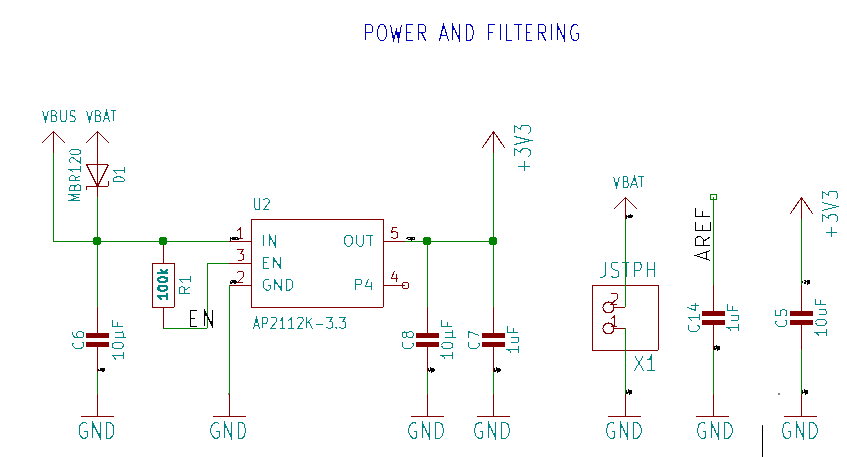 POWER AND FILTERING
VBUS VBAT
MBR120
D1
+3V3
U2
1 IN OUT 5
3 EN
2 GND P4 4
AP2112K-3.3
100k
R1
EN
C6
10µF
C8
10µF
C7
1uF
GND
GND
GND
GND
VBAT
JSTPH
2
1
X1
GND
AREF
C14
1uF
GND
+3V3
C5
10uF
GND